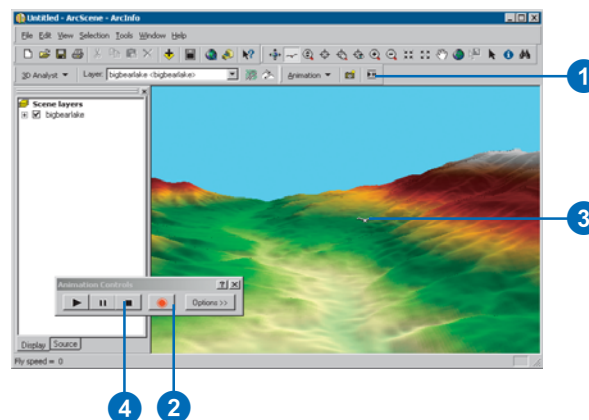 Untitled - ArcScene - ArcInfo
File Edit View Selection Tools Window Help
3D Analyst Layer: bigbearlake <bigbearlake> Animation
1
Scene layers
bigbearlake
3
Animation Controls
Options >>
Display Source
Fly speed = 0
4 2